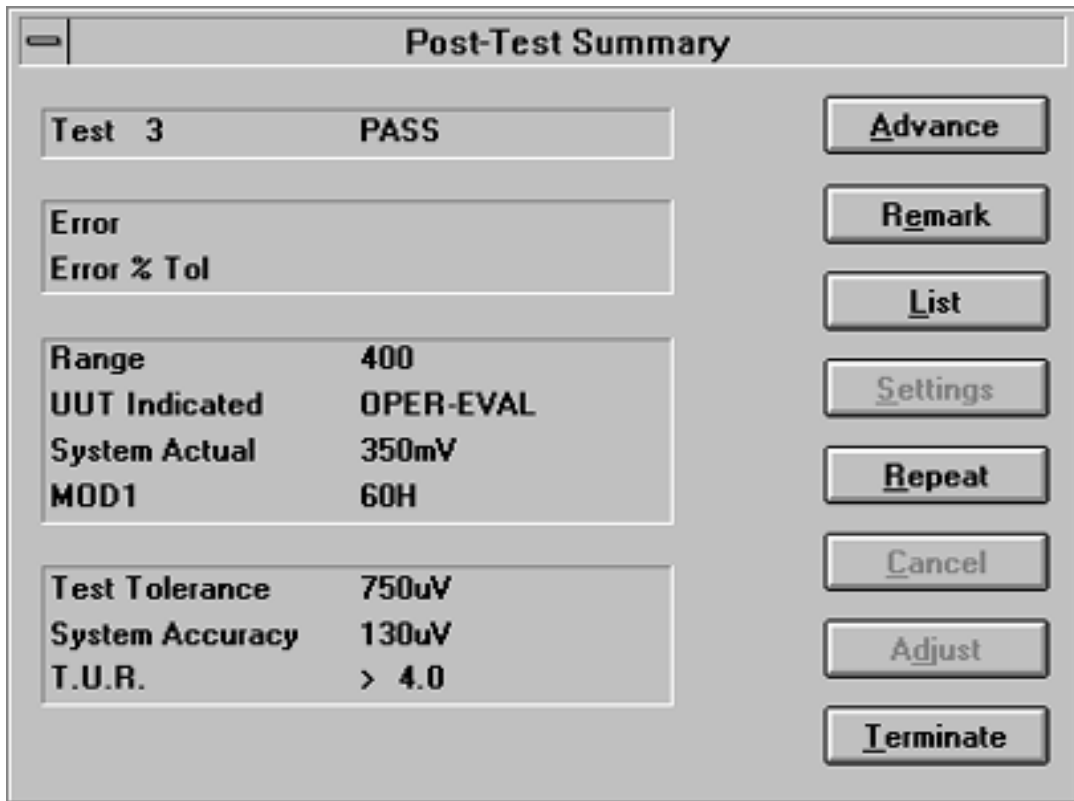 Post-Test Summary
Test 3 PASS
Error
Error % Tol
Range 400
UUT Indicated OPER-EVAL
System Actual 350mV
MOD1 60H
Test Tolerance 750uV
System Accuracy 130uV
T.U.R. > 4.0
Advance
Remark
List
Settings
Repeat
Cancel
Adjust
Terminate